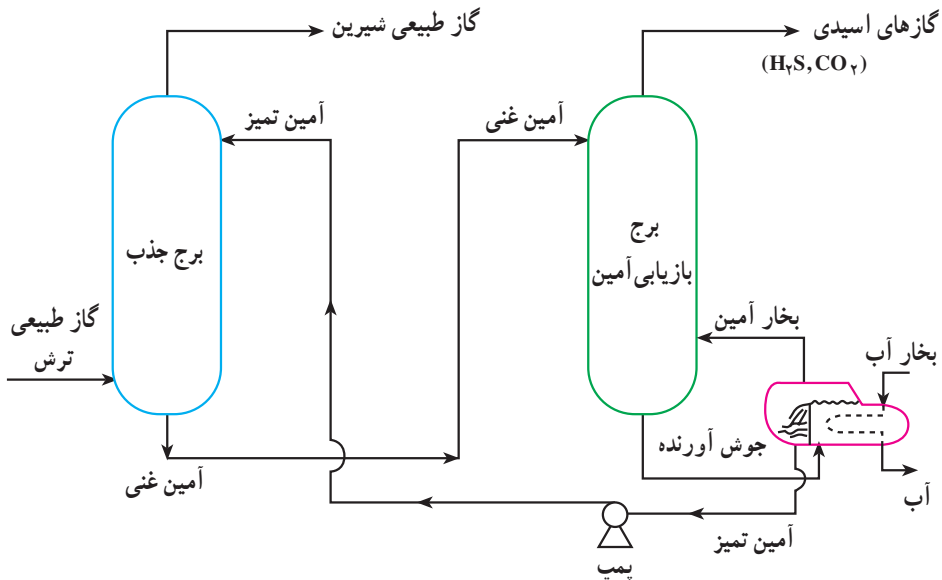 گازهای اسیدی
(H۲S, CO۲)
گاز طبیعی شیرین
آمین غنی
آمین تمیز
برج
بازیابی آمین
برج جذب
بخار آمین
بخار آب
گاز طبیعی
ترش
جوش آورنده
آمین غنی
آب
آمین تمیز
پمپ